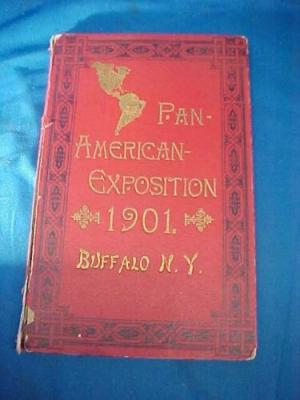 PAN-
AMERICAN-
EXPOSITION
1901.
BUFFALO N.Y.